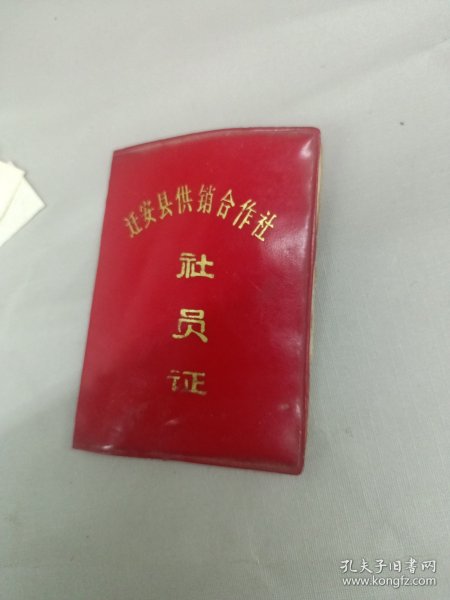 迁安县供销合作社
社
员
证
孔夫子旧书网
www.kongfz.com